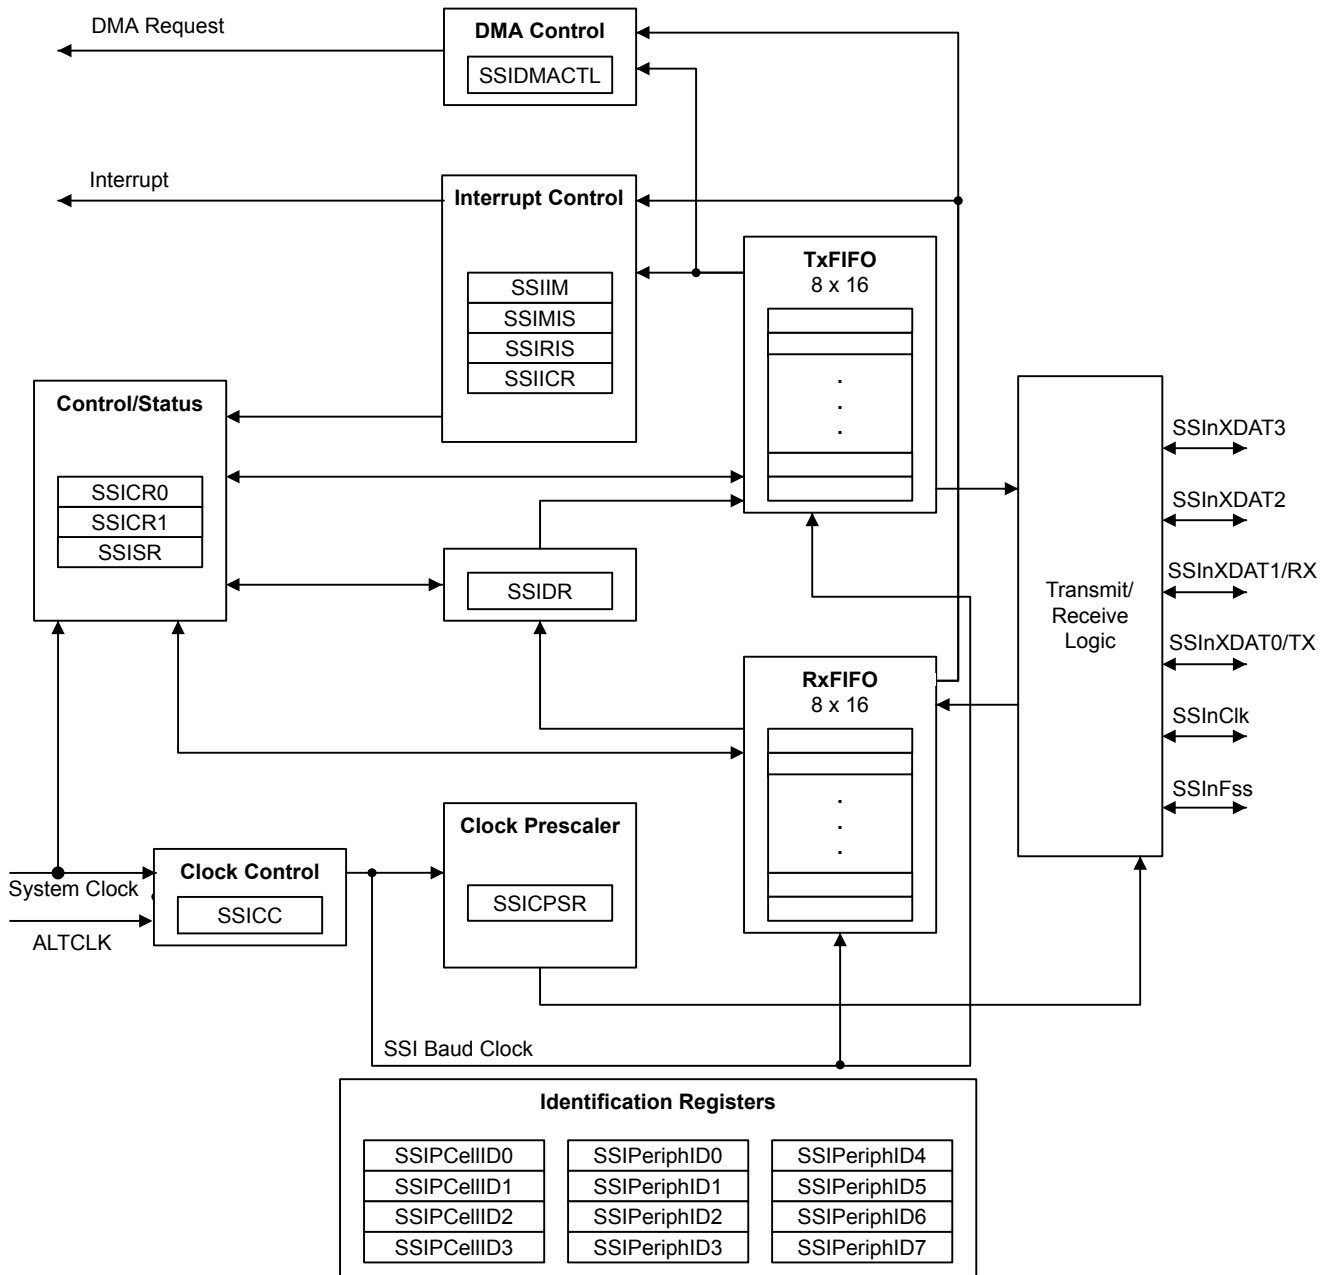 DMA Request
DMA Control
SSIDMACTL
Interrupt
Interrupt Control
SSIIM
SSIMIS
SSIRIS
SSIICR
TxFIFO
8 x 16
.
.
.
Control/Status
SSICR0
SSICR1
SSISR
SSIDR
Transmit/
Receive
Logic
SSInXDAT3
SSInXDAT2
SSInXDAT1/RX
SSInXDAT0/TX
SSInClk
SSInFss
RxFIFO
8 x 16
.
.
.
Clock Prescaler
SSICPSR
System Clock
ALTCLK
Clock Control
SSICC
SSI Baud Clock
Identification Registers
SSIPCellID0
SSIPCellID1
SSIPCellID2
SSIPCellID3
SSIPeriphID0
SSIPeriphID1
SSIPeriphID2
SSIPeriphID3
SSIPeriphID4
SSIPeriphID5
SSIPeriphID6
SSIPeriphID7